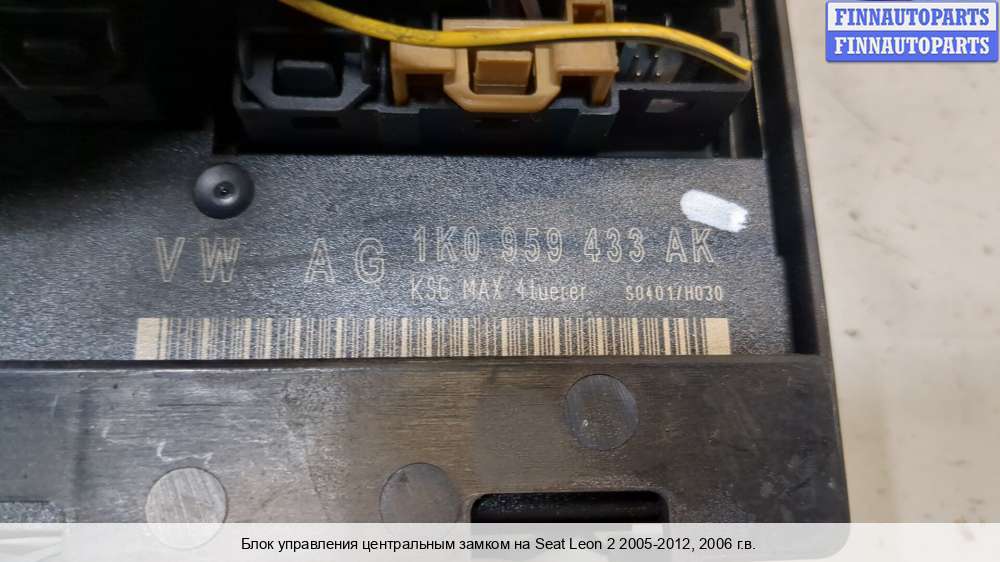 FINNAUTOPARTS
FINNAUTOPARTS
VW AG 1K0 959 433 AK
KSG MAX 4Tuerer S0401/H030
Блок управления центральным замком на Seat Leon 2 2005-2012, 2006 г.в.